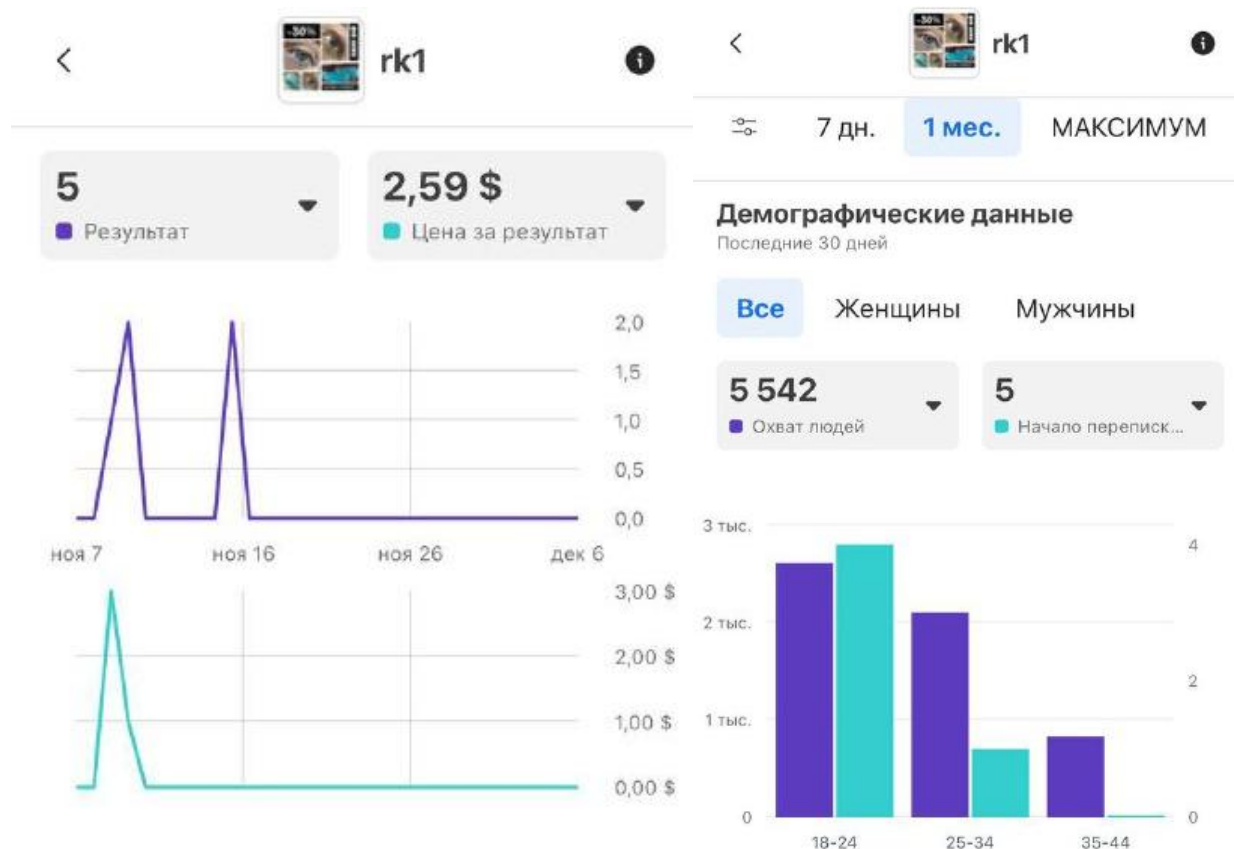 rk1
5
Результат
2,59 $
Цена за результат
2,0
1,5
1,0
0,5
0,0
ноя 7 ноя 16 ноя 26 дек 6
3,00 $
2,00 $
1,00 $
0,00 $
rk1
7 дн. 1 мес. МАКСИМУМ
Демографические данные
Последние 30 дней
Все Женщины Мужчины
5 542
Охват людей
5
Начало переписк...
3 тыс.
2 тыс.
1 тыс.
0
4
2
0
18-24 25-34 35-44
-30%
-30%